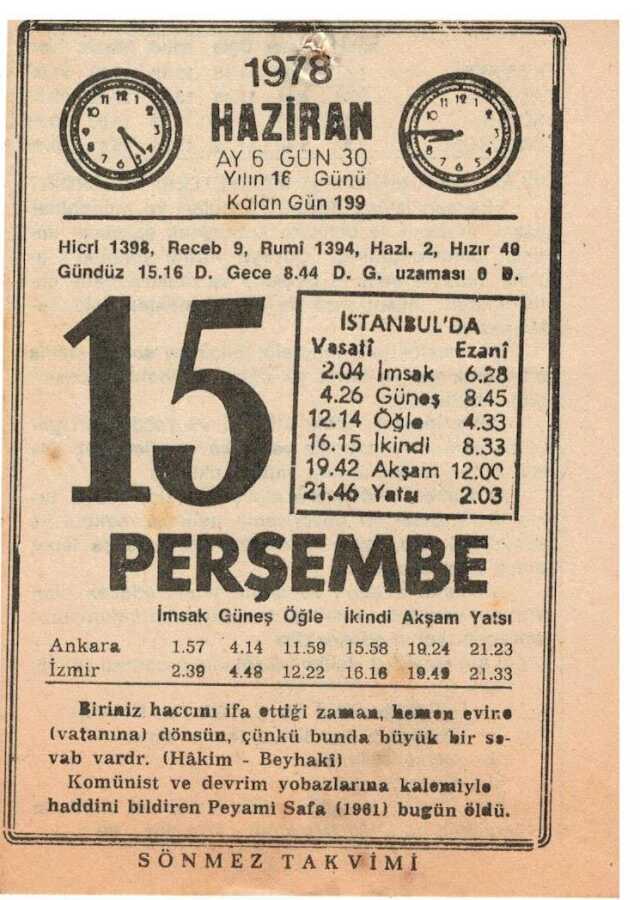 1978
HAZİRAN
AY 6 GÜN 30
Yılın 16 Günü
Kalan Gün 199
Hicri 1398, Receb 9, Rumi 1394, Hazi. 2, Hızır 40
Gündüz 15.16 D. Gece 8.44 D. G. uzaması 0 D.
15
İSTANBUL'DA
Vasatî Ezanî
2.04 İmsak 6.28
4.26 Güneş 8.45
12.14 Öğle 4.33
16.15 İkindi 8.33
19.42 Akşam 12.00
21.46 Yatsı 2.03
PERŞEMBE
İmsak Güneş Öğle İkindi Akşam Yatsı
Ankara 1.57 4.14 11.59 15.58 19.24 21.23
İzmir 2.39 4.48 12.22 16.16 19.49 21.33
Biriniz haccını ifa ettiği zaman, hemen evine
(vatanına) dönsün, çünkü bunda büyük bir se-
vab vardr. (Hâkim - Beyhakî)
Komünist ve devrim yobazlarına kalemiyle
haddini bildiren Peyami Safa (1961) bugün öldü.
SÖNMEZ TAKVİMİ